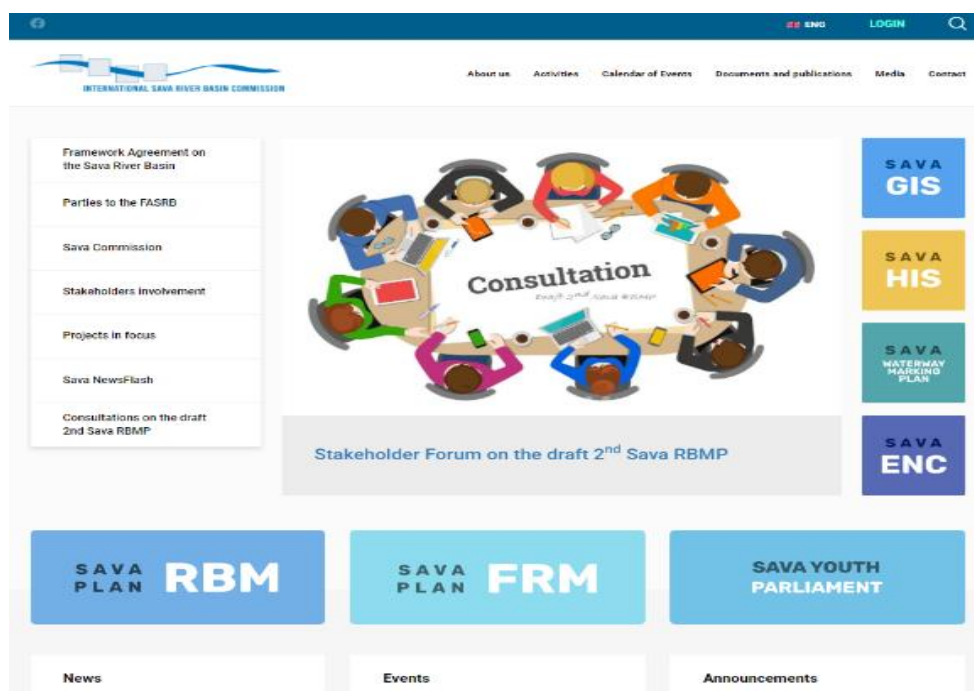 ENG
LOGIN
INTERNATIONAL SAVA RIVER BASIN COMMISSION
About us
Activities
Calendar of Events
Documents and publications
Media
Contact
Framework Agreement on
the Sava River Basin
Parties to the FASRB
Sava Commission
Stakeholders involvement
Projects in focus
Sava NewsFlash
Consultations on the draft
2nd Sava RBMP
Consultation
Draft 2nd Sava RBMP
Stakeholder Forum on the draft 2nd Sava RBMP
SAVA
GIS
SAVA
HIS
SAVA
WATERWAY
MARKING
PLAN
SAVA
ENC
SAVA
PLAN RBM
SAVA
PLAN FRM
SAVA YOUTH
PARLIAMENT
News
Events
Announcements